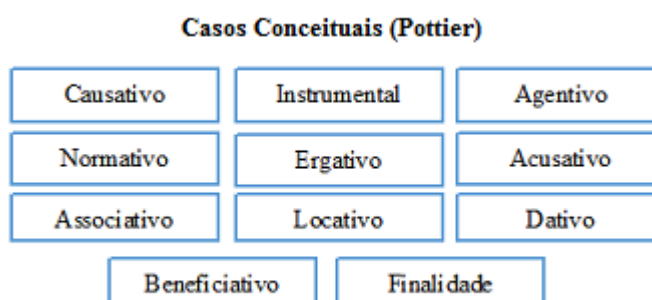 Casos Conceituais (Pottier)
Causativo Instrumental Agentivo
Normativo Ergativo Acusativo
Associativo Locativo Dativo
Beneficiativo Finalidade